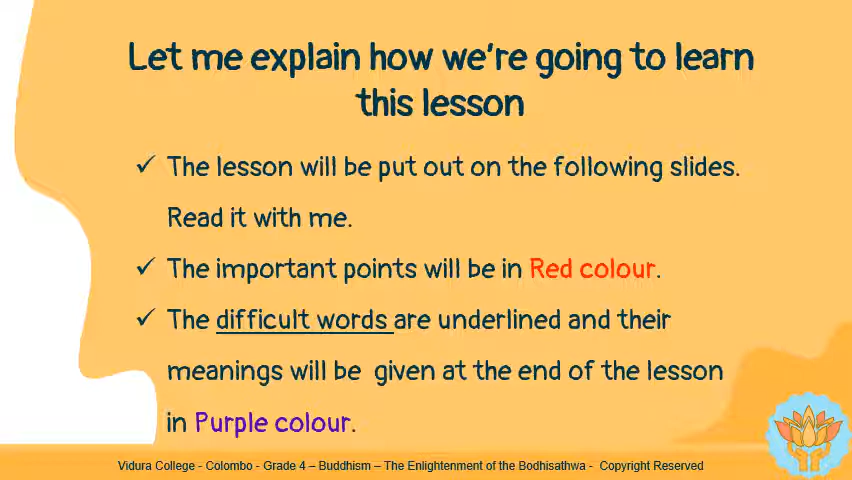 Let me explain how we're going to learn
this lesson
✓ The lesson will be put out on the following slides.
Read it with me.
✓ The important points will be in Red colour.
✓ The difficult words are underlined and their
meanings will be given at the end of the lesson
in Purple colour.
Vidura College - Colombo - Grade 4 – Buddhism – The Enlightenment of the Bodhisathwa - Copyright Reserved